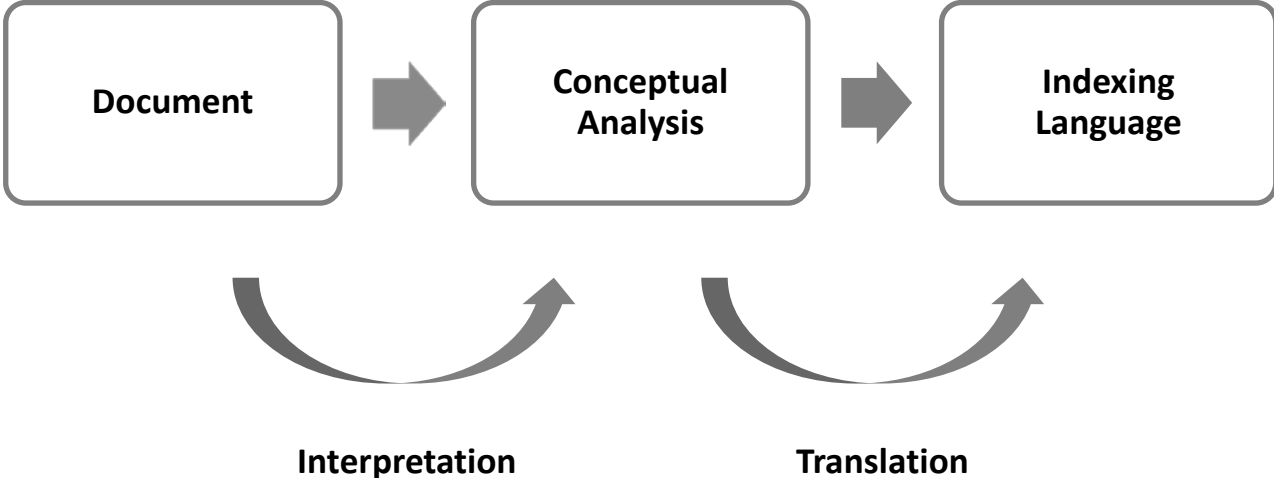 Document
Conceptual
Analysis
Indexing
Language
Interpretation
Translation